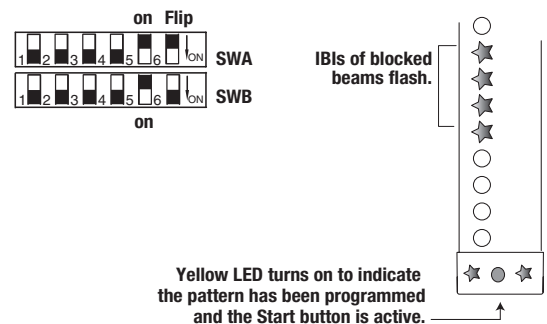 on Flip
1 2 3 4 5 6 ON SWA
1 2 3 4 5 6 ON SWB
on
IBIs of blocked
beams flash.
Yellow LED turns on to indicate
the pattern has been programmed
and the Start button is active.